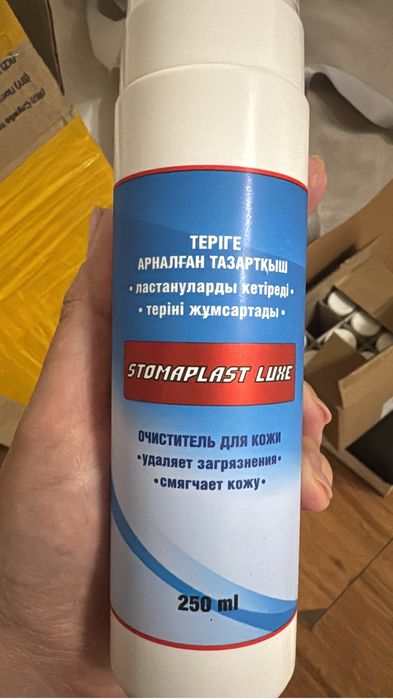 ТЕРІГЕ
АРНАЛҒАН ТАЗАРТҚЫШ
• ластануларды кетіреді •
• теріні жұмсартады •
STOMAPLAST LUXE
ОЧИСТИТЕЛЬ ДЛЯ КОЖИ
•удаляет загрязнения•
•смягчает кожу•
250 ml